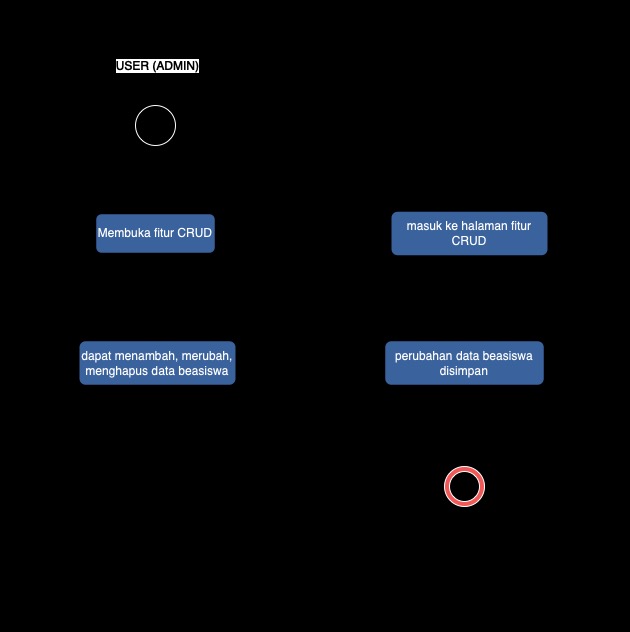 USER (ADMIN)
Membuka fitur CRUD
masuk ke halaman fitur
CRUD
dapat menambah, merubah,
menghapus data beasiswa
perubahan data beasiswa
disimpan